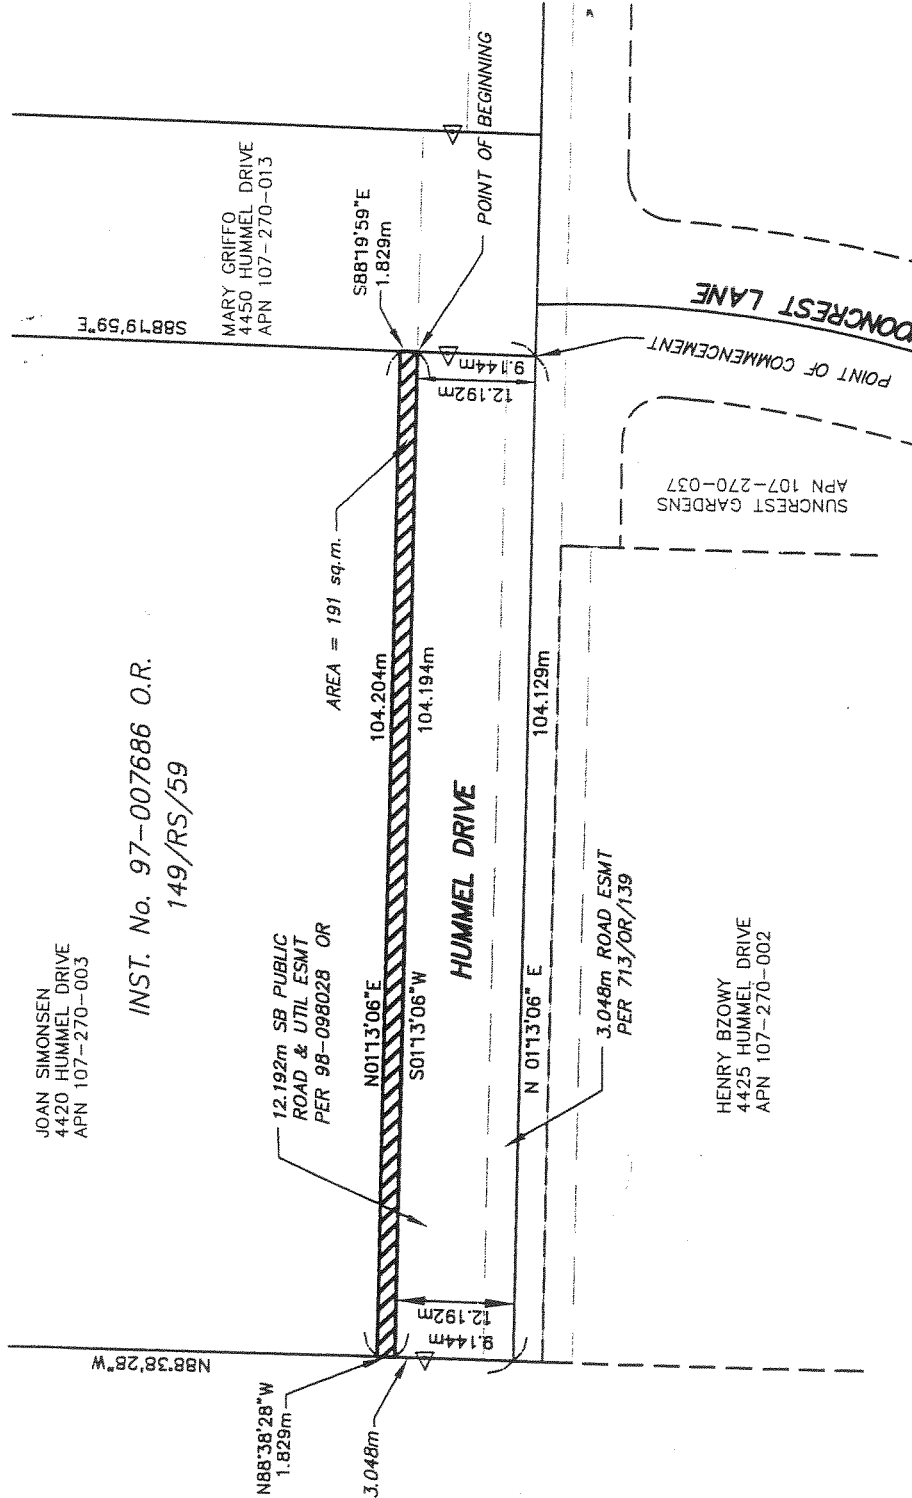 JOAN SIMONSEN
4420 HUMMEL DRIVE
APN 107-270-003
INST. No. 97-007686 O.R.
149/RS/59
MARY GRIFFO
4450 HUMMEL DRIVE
APN 107-270-013
N88°38'28"W
S88°19'59"E
N88°38'28"W
1.829m
3.048m
12.192m SB PUBLIC
ROAD & UTIL ESMT
PER 98-098028 OR
AREA = 191 sq.m.
S88°19'59"E
1.829m
POINT OF BEGINNING
N01°13'06"E
104.204m
S01°13'06"W
104.194m
9.144m
12.192m
HUMMEL DRIVE
9.144m
12.192m
N 01°13'06" E
104.129m
3.048m ROAD ESMT
PER 713/OR/139
POINT OF COMMENCEMENT
OONCREST LANE
HENRY BZOWY
4425 HUMMEL DRIVE
APN 107-270-002
SUNCREST GARDENS
APN 107-270-037